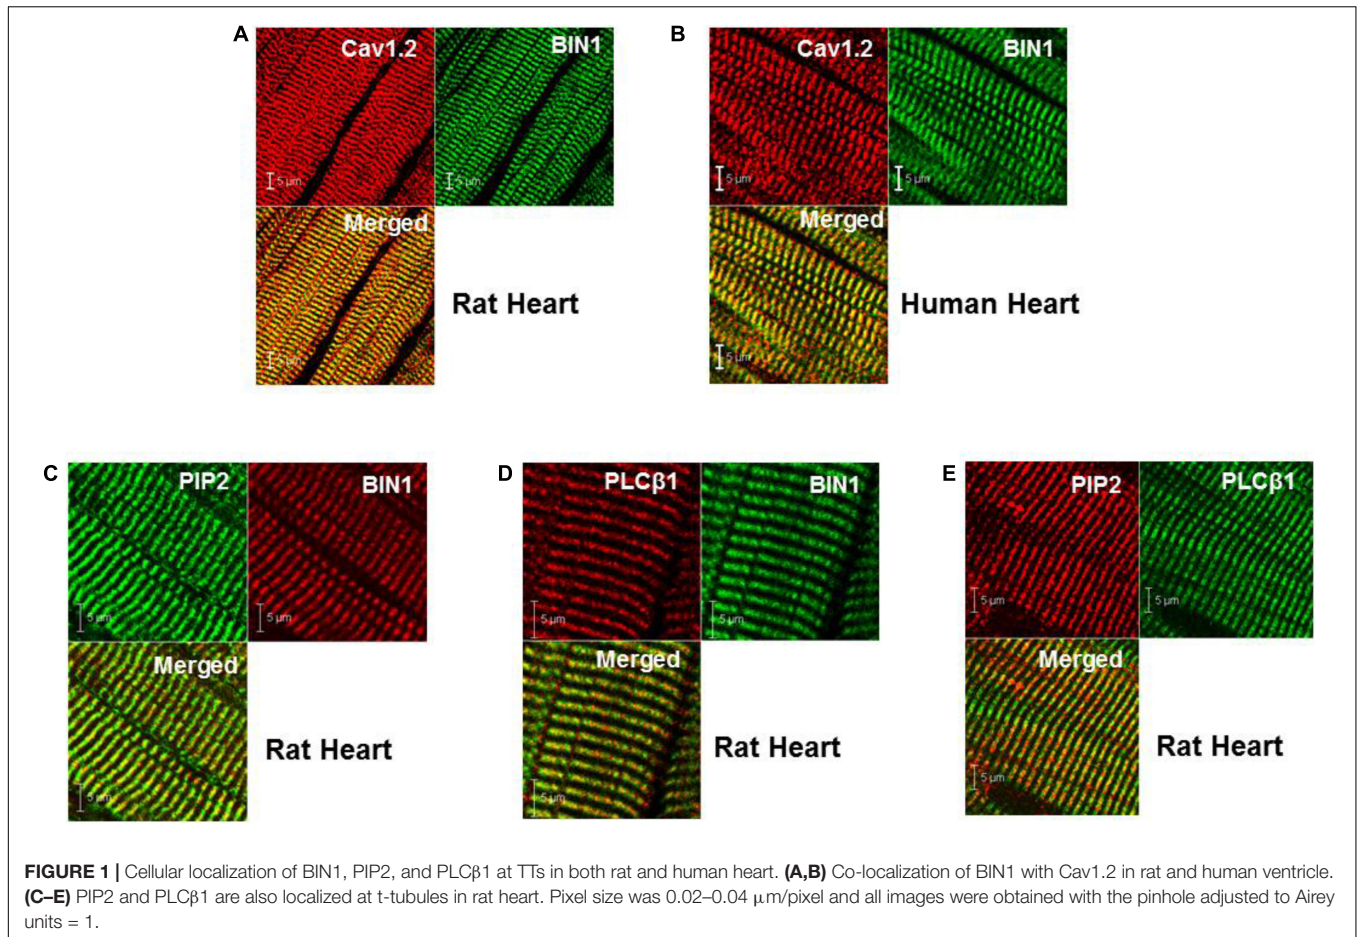 A
Cav1.2
BIN1
5 µm
5 µm
Merged
5 µm
Rat Heart
B
Cav1.2
BIN1
5 µm
5 µm
Merged
5 µm
Human Heart
C
PIP2
BIN1
5 µm
5 µm
Merged
5 µm
Rat Heart
D
PLCβ1
BIN1
5 µm
5 µm
Merged
5 µm
Rat Heart
E
PIP2
PLCβ1
5 µm
5 µm
Merged
5 µm
Rat Heart
FIGURE 1 | Cellular localization of BIN1, PIP2, and PLCβ1 at TTs in both rat and human heart. (A,B) Co-localization of BIN1 with Cav1.2 in rat and human ventricle.
(C–E) PIP2 and PLCβ1 are also localized at t-tubules in rat heart. Pixel size was 0.02–0.04 µm/pixel and all images were obtained with the pinhole adjusted to Airey
units = 1.